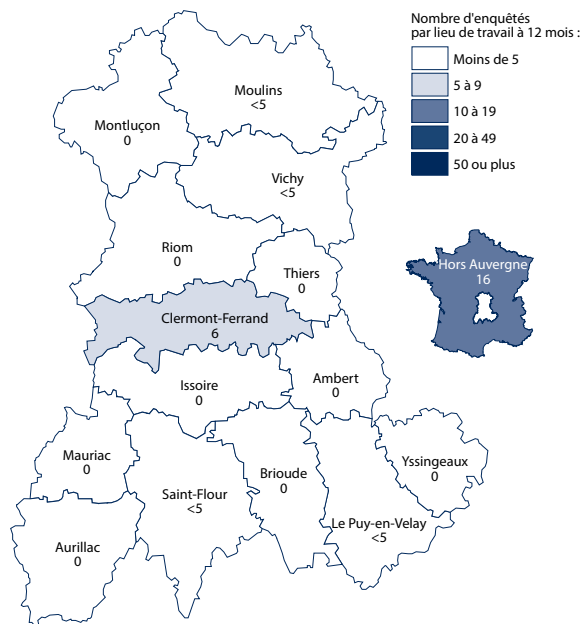 Nombre d'enquêtés
par lieu de travail à 12 mois :
Moins de 5
5 à 9
10 à 19
20 à 49
50 ou plus
Moulins
<5
Montluçon
0
Vichy
<5
Riom
0
Thiers
0
Hors Auvergne
16
Clermont-Ferrand
6
Issoire
0
Ambert
0
Mauriac
0
Saint-Flour
<5
Brioude
0
Yssingeaux
0
Le Puy-en-Velay
<5
Aurillac
0